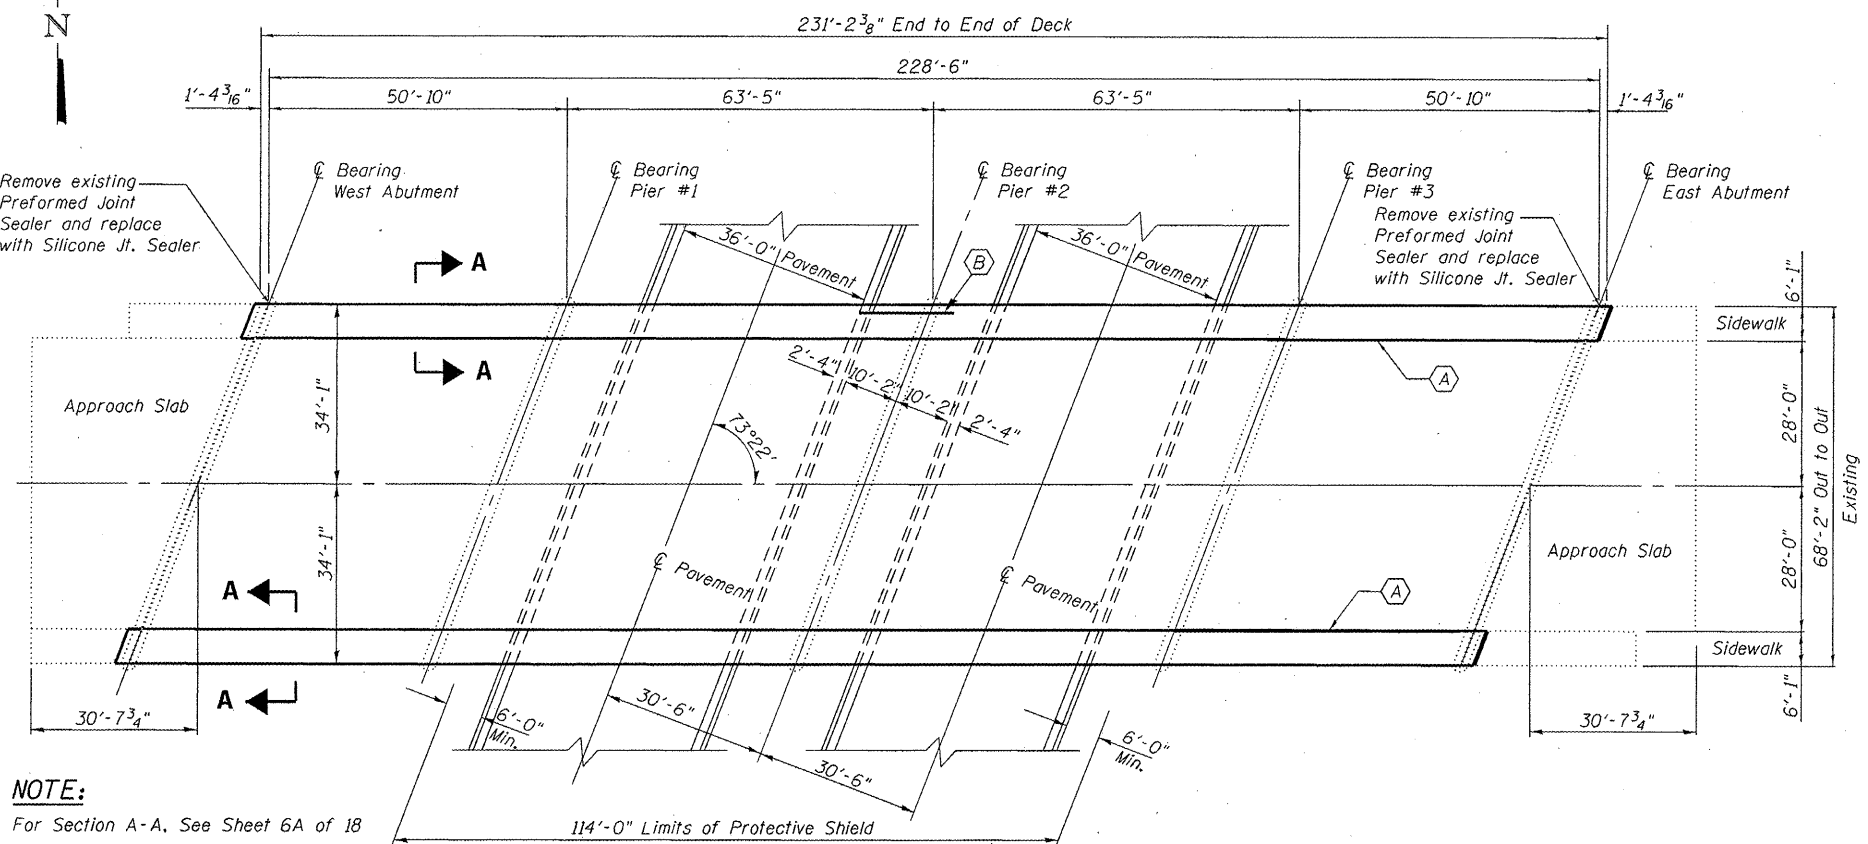 N
231'-2 3/8" End to End of Deck
228'-6"
1'-4 3/16"
50'-10"
63'-5"
63'-5"
50'-10"
1'-4 3/16"
Remove existing
Preformed Joint
Sealer and replace
with Silicone Jt. Sealer
℄ Bearing
West Abutment
℄ Bearing
Pier #1
℄ Bearing
Pier #2
℄ Bearing
Pier #3
℄ Bearing
East Abutment
Remove existing
Preformed Joint
Sealer and replace
with Silicone Jt. Sealer
36'-0" Pavement
36'-0" Pavement
A
B
6'-1"
Sidewalk
A
A
2'-4"
10'-2"
10'-2"
2'-4"
Approach Slab
34'-1"
73°22'
28'-0"
68'-2" Out to Out
Existing
34'-1"
℄ Pavement
℄ Pavement
Approach Slab
28'-0"
A
A
Sidewalk
A
6'-1"
30'-7 3/4"
6'-0"
Min.
30'-6"
30'-6"
6'-0"
Min.
30'-7 3/4"
NOTE:
For Section A-A, See Sheet 6A of 18
114'-0" Limits of Protective Shield